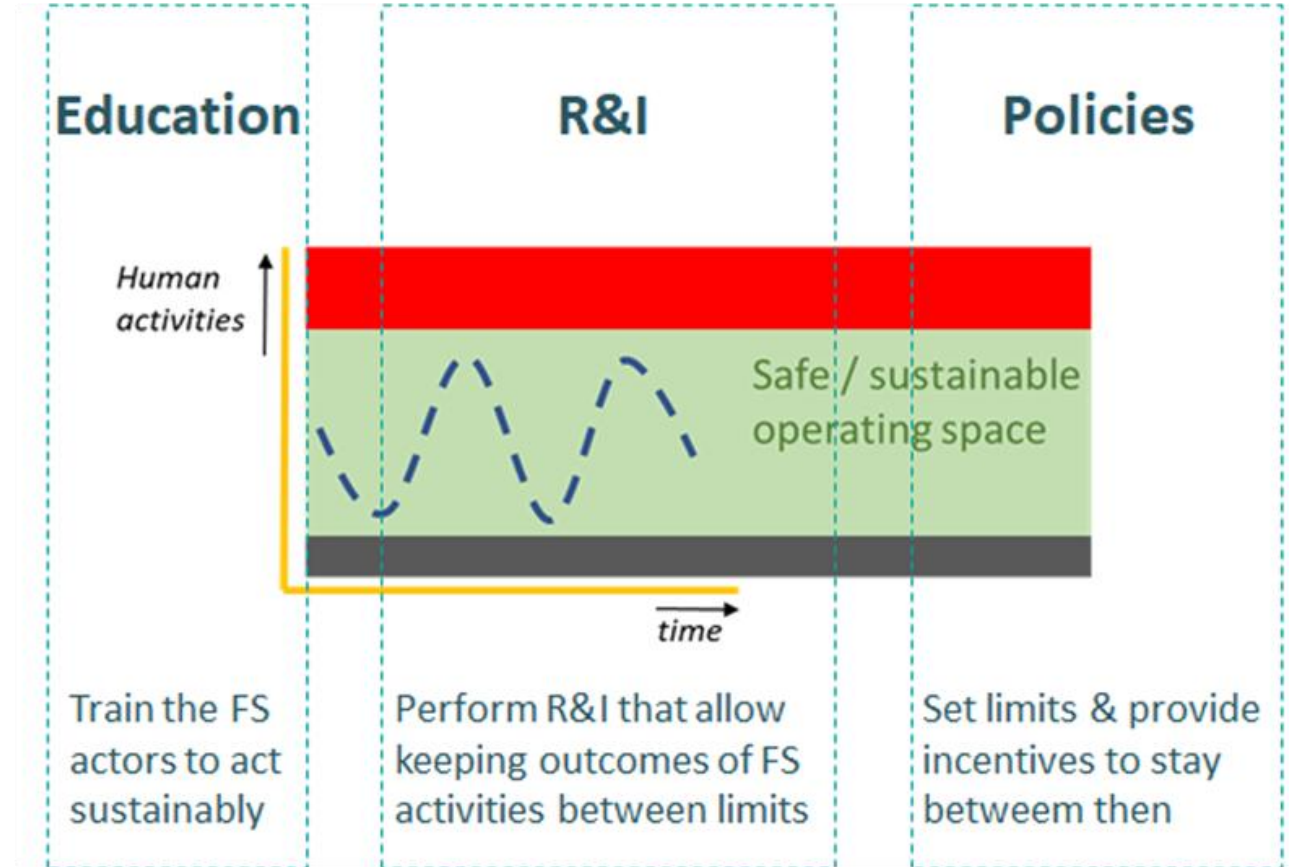 Education
R&I
Policies
Human
activities
Safe / sustainable
operating space
time
Train the FS
actors to act
sustainably
Perform R&I that allow
keeping outcomes of FS
activities between limits
Set limits & provide
incentives to stay
betweem then